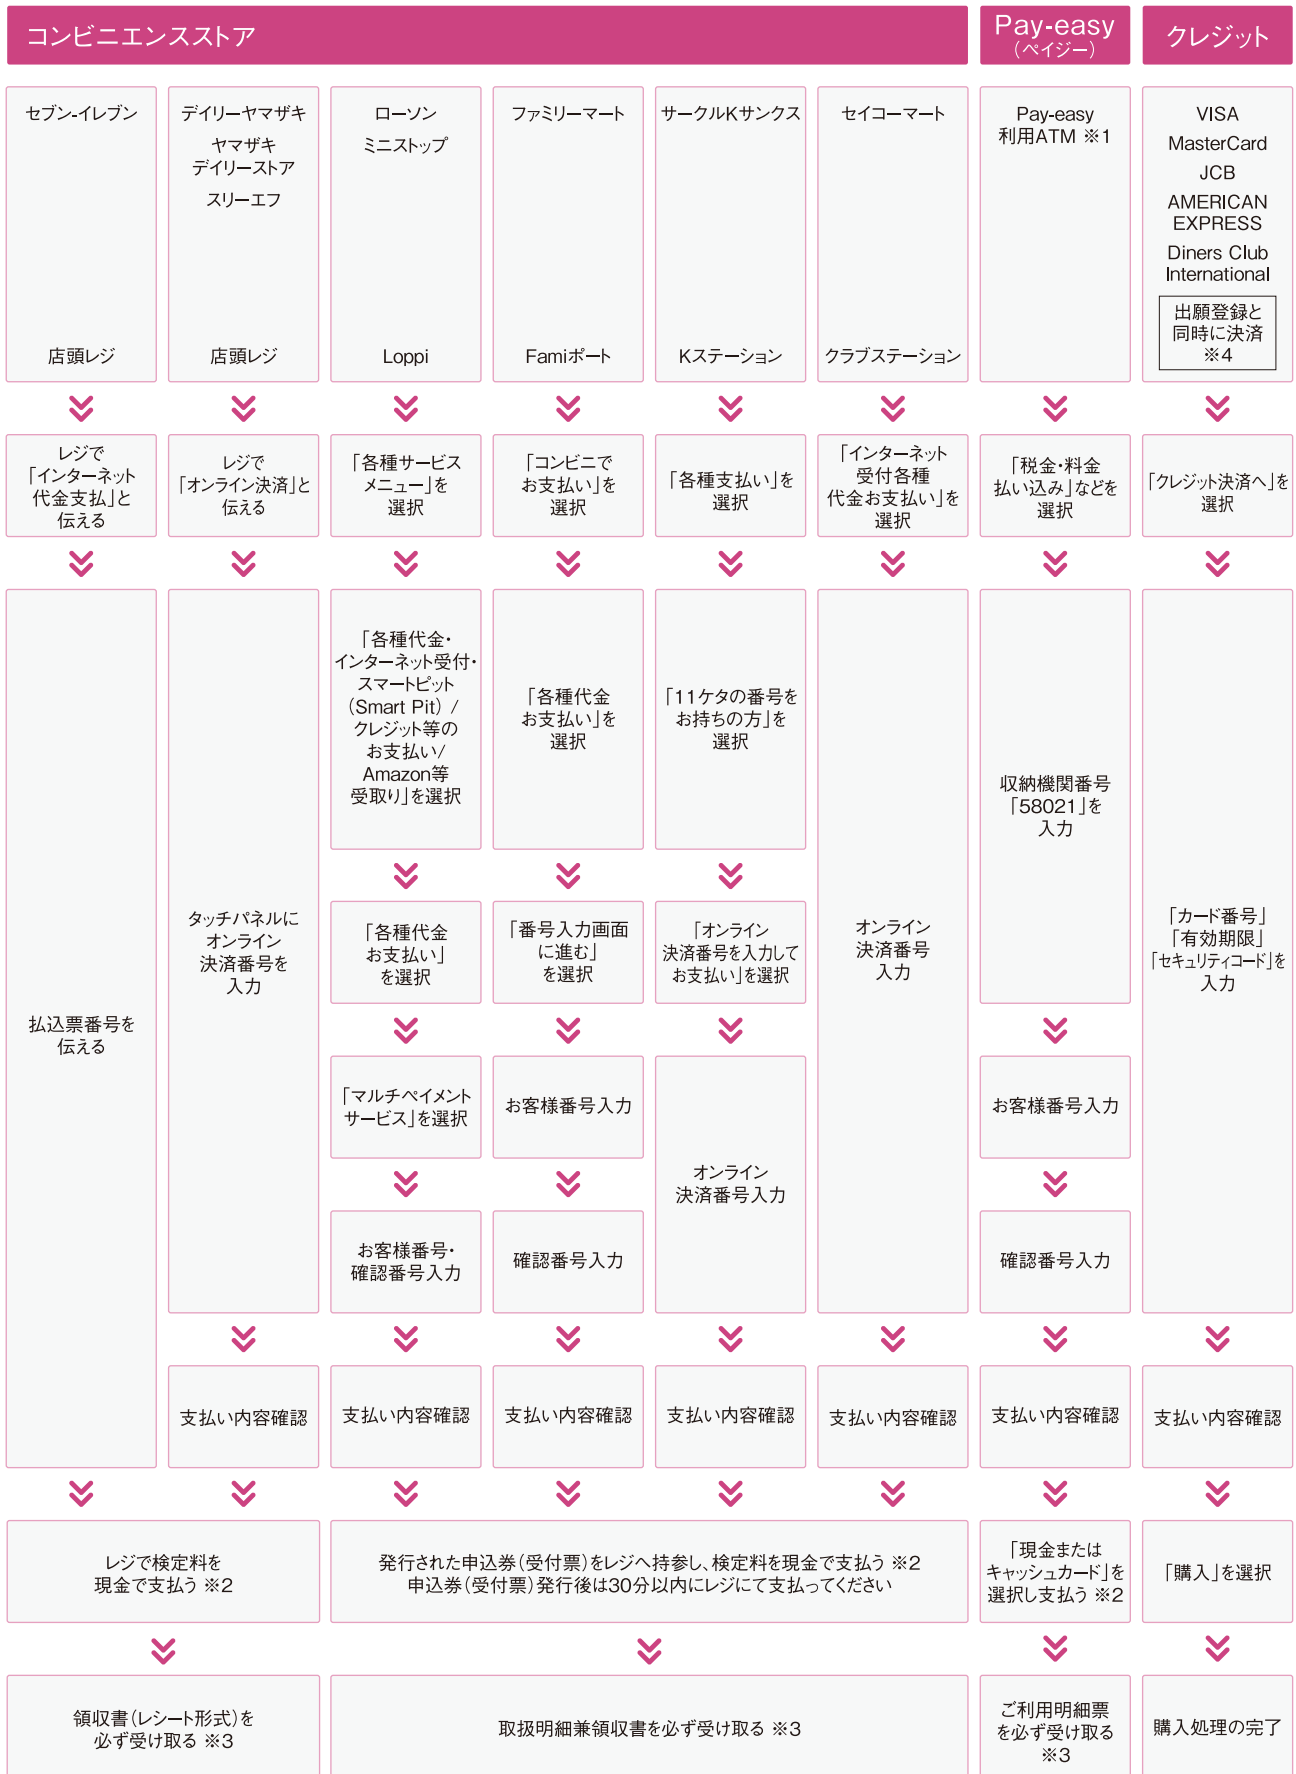 コンビニエンスストア
Pay-easy
（ペイジー）
クレジット
セブン-イレブン
店頭レジ
デイリーヤマザキ
ヤマザキ
デイリーストア
スリーエフ
店頭レジ
ローソン
ミニストップ
Loppi
ファミリーマート
Famiポート
サークルKサンクス
Kステーション
セイコーマート
クラブステーション
Pay-easy
利用ATM ※1
VISA
MasterCard
JCB
AMERICAN
EXPRESS
Diners Club
International
出願登録と
同時に決済
※4
レジで
「インターネット
代金支払」と
伝える
レジで
「オンライン決済」と
伝える
「各種サービス
メニュー」を
選択
「コンビニで
お支払い」を
選択
「各種支払い」を
選択
「インターネット
受付各種
代金お支払い」を
選択
「税金・料金
払い込み」などを
選択
「クレジット決済へ」を
選択
払込票番号を
伝える
タッチパネルに
オンライン
決済番号を
入力
「各種代金・
インターネット受付・
スマートピット
（Smart Pit）/
クレジット等の
お支払い/
Amazon等
受取り」を選択
「各種代金
お支払い」を
選択
「11ケタの番号を
お持ちの方」を
選択
オンライン
決済番号
入力
収納機関番号
「58021」を
入力
「カード番号」
「有効期限」
「セキュリティコード」を
入力
「各種代金
お支払い」
を選択
「番号入力画面
に進む」
を選択
「オンライン
決済番号を入力して
お支払い」を選択
「マルチペイメント
サービス」を選択
お客様番号入力
オンライン
決済番号入力
お客様番号入力
お客様番号・
確認番号入力
確認番号入力
確認番号入力
支払い内容確認
支払い内容確認
支払い内容確認
支払い内容確認
支払い内容確認
支払い内容確認
支払い内容確認
レジで検定料を
現金で支払う ※2
発行された申込券（受付票）をレジへ持参し、検定料を現金で支払う ※2
申込券（受付票）発行後は30分以内にレジにて支払ってください
「現金または
キャッシュカード」を
選択し支払う ※2
「購入」を選択
領収書（レシート形式）を
必ず受け取る ※3
取扱明細兼領収書を必ず受け取る ※3
ご利用明細票
を必ず受け取る
※3
購入処理の完了